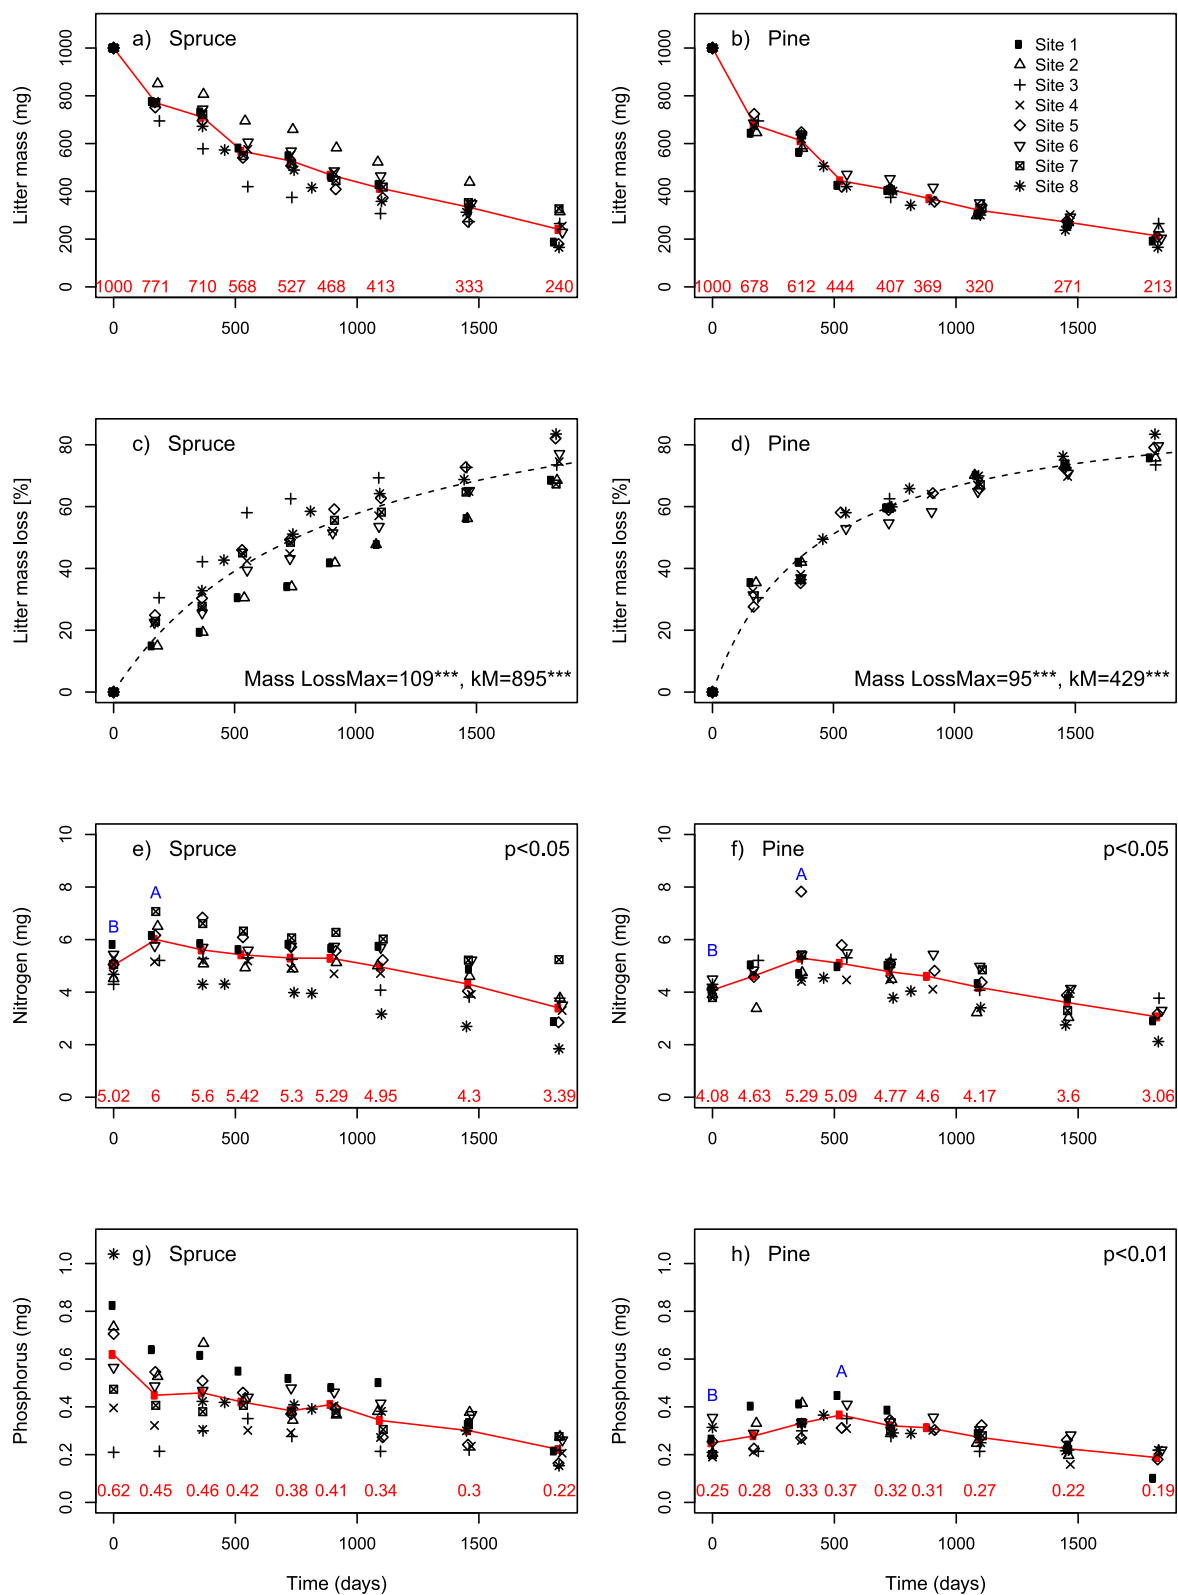 a) Spruce
Litter mass (mg)
0 200 400 600 800 1000
1000 771 710 568 527 468 413 333 240
0 500 1000 1500
b) Pine
Site 1
Site 2
Site 3
Site 4
Site 5
Site 6
Site 7
Site 8
Litter mass (mg)
0 200 400 600 800 1000
1000 678 612 444 407 369 320 271 213
0 500 1000 1500
c) Spruce
Litter mass loss [%]
0 20 40 60 80
Mass LossMax=109***, kM=895***
0 500 1000 1500
d) Pine
Litter mass loss [%]
0 20 40 60 80
Mass LossMax=95***, kM=429***
0 500 1000 1500
e) Spruce p<0.05
Nitrogen (mg)
0 2 4 6 8 10
B A
5.02 6 5.6 5.42 5.3 5.29 4.95 4.3 3.39
0 500 1000 1500
f) Pine p<0.05
Nitrogen (mg)
0 2 4 6 8 10
B A
4.08 4.63 5.29 5.09 4.77 4.6 4.17 3.6 3.06
0 500 1000 1500
g) Spruce
Phosphorus (mg)
0.0 0.2 0.4 0.6 0.8 1.0
0.62 0.45 0.46 0.42 0.38 0.41 0.34 0.3 0.22
0 500 1000 1500
Time (days)
h) Pine p<0.01
Phosphorus (mg)
0.0 0.2 0.4 0.6 0.8 1.0
B A
0.25 0.28 0.33 0.37 0.32 0.31 0.27 0.22 0.19
0 500 1000 1500
Time (days)